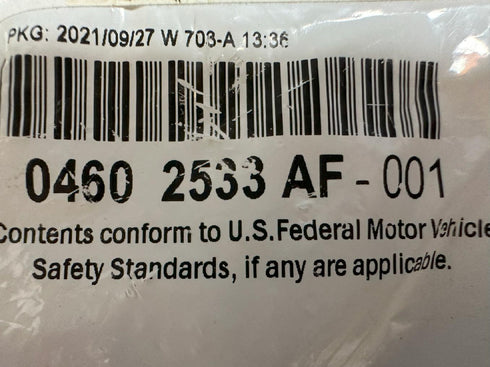 PKG: 2021/09/27 W 703-A 13:36
0460 2533 AF - 001
Contents conform to U.S.Federal Motor Vehicle
Safety Standards, if any are applicable.